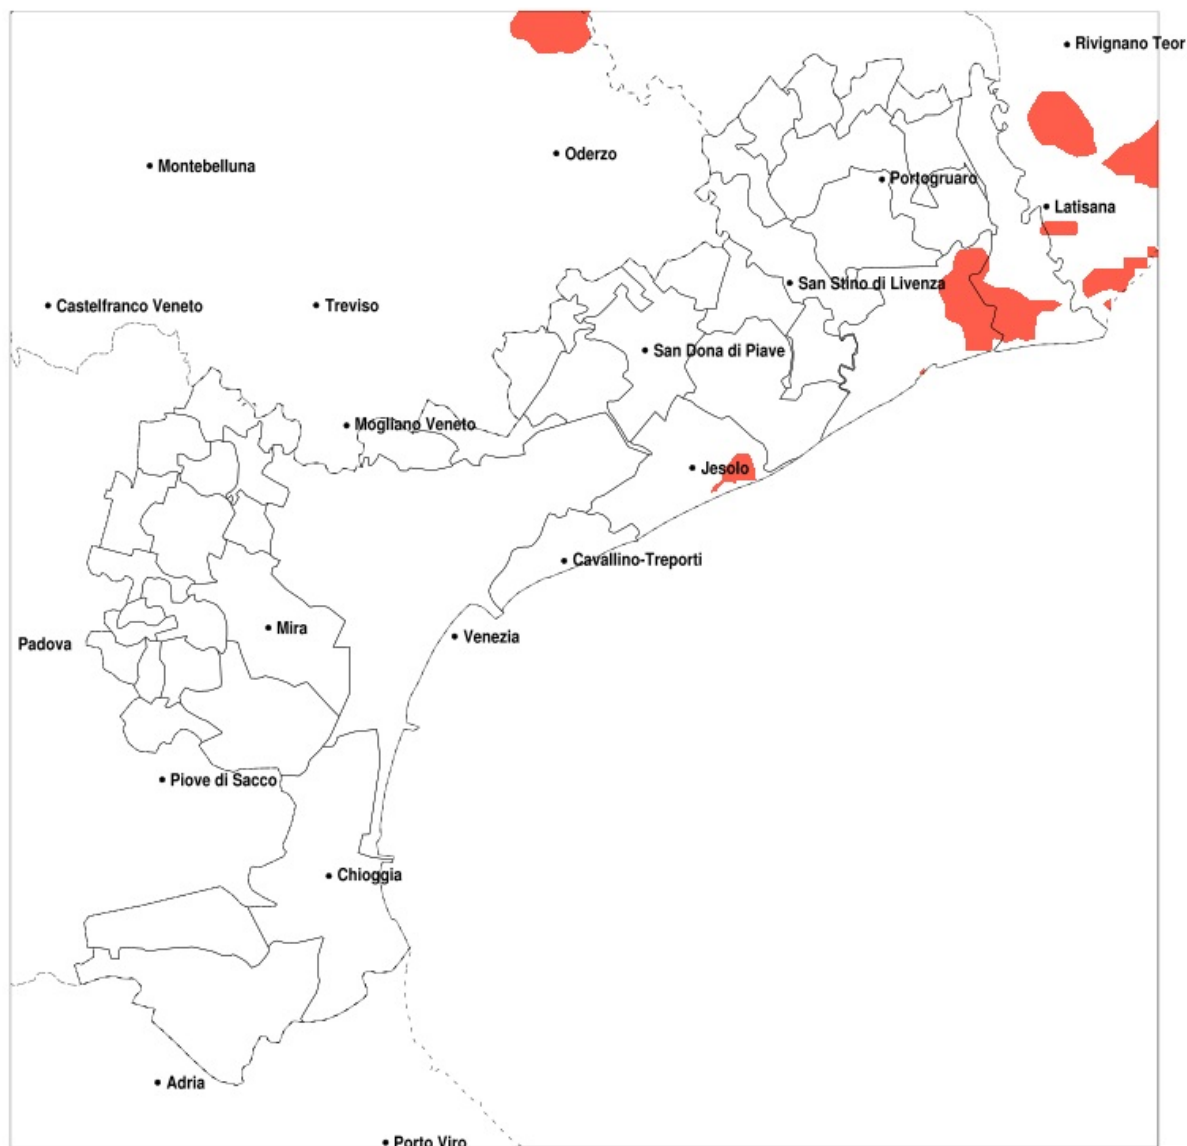 Rivignano Teor
Oderzo
Montebelluna
Portogruaro
Latisana
San Stino di Livenza
Castelfranco Veneto
Treviso
San Dona di Piave
Mogliano Veneto
Jesolo
Cavallino-Treporti
Mira
Venezia
Padova
Piove di Sacco
Chioggia
Adria
Porto Viro